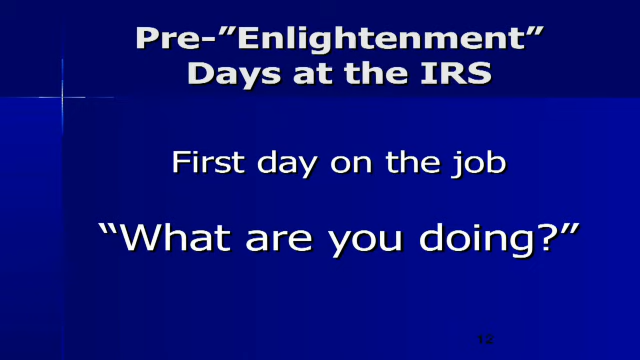 Pre-”Enlightenment”
Days at the IRS
First day on the job
“What are you doing?”
12